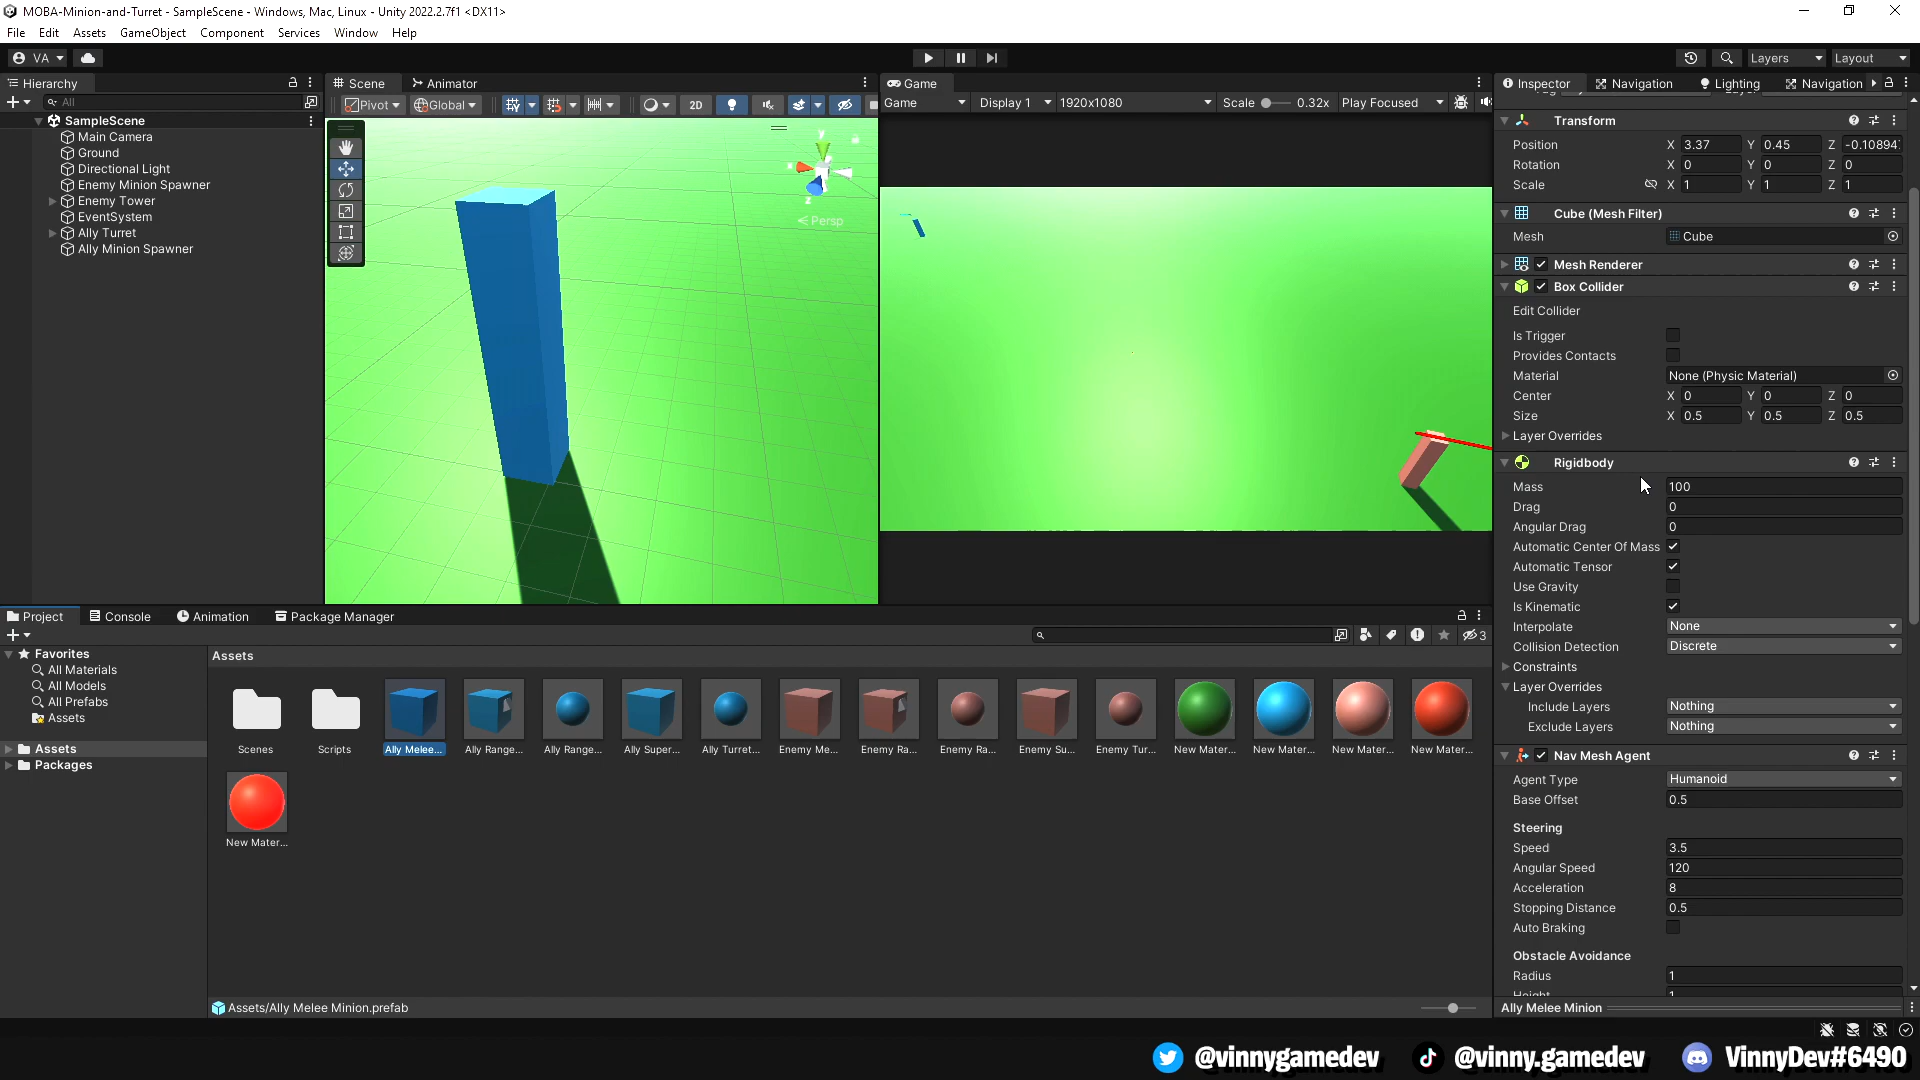 MOBA-Minion-and-Turret - SampleScene - Windows, Mac, Linux - Unity 2022.2.7f1 <DX11>
File Edit Assets GameObject Component Services Window Help
VA Layers Layout
Hierarchy
All
SampleScene
Main Camera
Ground
Directional Light
Enemy Minion Spawner
Enemy Tower
EventSystem
Ally Turret
Ally Minion Spawner
Scene Animator
Pivot Global 2D
y
x
z
Persp
Game
Game Display 1 1920x1080 Scale 0.32x Play Focused
Inspector Navigation Lighting Navigation
Transform
Position X 3.37 Y 0.45 Z -0.10894
Rotation X 0 Y 0 Z 0
Scale X 1 Y 1 Z 1
Cube (Mesh Filter)
Mesh Cube
Mesh Renderer
Box Collider
Edit Collider
Is Trigger
Provides Contacts
Material None (Physic Material)
Center X 0 Y 0 Z 0
Size X 0.5 Y 0.5 Z 0.5
Layer Overrides
Rigidbody
Mass 100
Drag 0
Angular Drag 0
Automatic Center Of Mass
Automatic Tensor
Use Gravity
Is Kinematic
Interpolate None
Collision Detection Discrete
Constraints
Layer Overrides
Include Layers Nothing
Exclude Layers Nothing
Nav Mesh Agent
Agent Type Humanoid
Base Offset 0.5
Steering
Speed 3.5
Angular Speed 120
Acceleration 8
Stopping Distance 0.5
Auto Braking
Obstacle Avoidance
Radius 1
Height 1
Ally Melee Minion
Project Console Animation Package Manager
3
Favorites
All Materials
All Models
All Prefabs
Assets
Assets
Packages
Assets
Scenes Scripts Ally Melee... Ally Range... Ally Range... Ally Super... Ally Turret... Enemy Me... Enemy Ra... Enemy Ra... Enemy Su... Enemy Tur... New Mater... New Mater... New Mater... New Mater...
New Mater...
Assets/Ally Melee Minion.prefab
@vinnygamedev @vinny.gamedev VinnyDev#6490